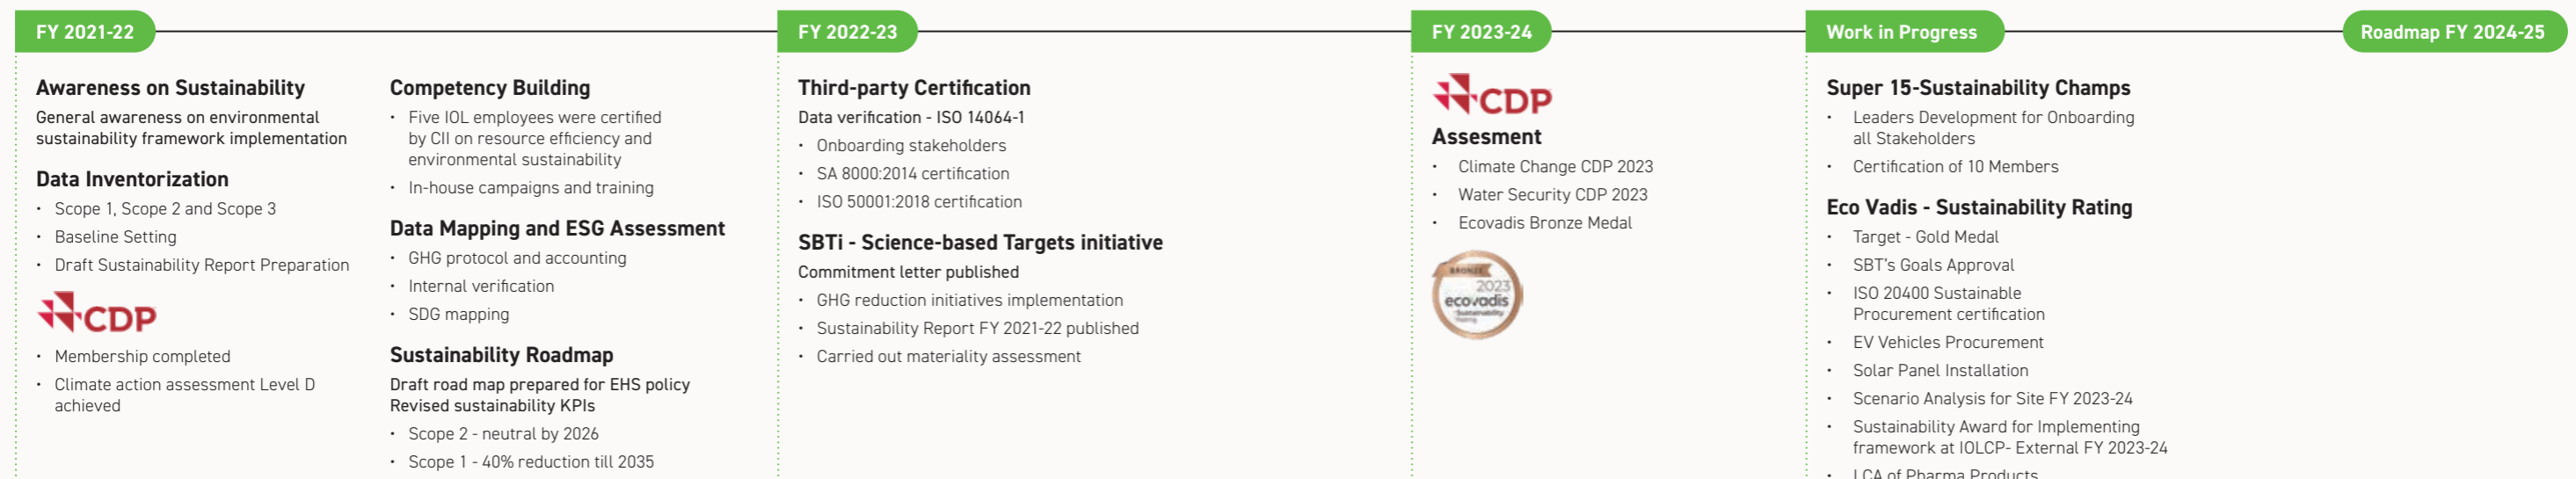 FY 2021-22
Awareness on Sustainability
General awareness on environmental
sustainability framework implementation
Data Inventorization
• Scope 1, Scope 2 and Scope 3
• Baseline Setting
• Draft Sustainability Report Preparation
CDP
• Membership completed
• Climate action assessment Level D
achieved
Competency Building
• Five IOL employees were certified
by CII on resource efficiency and
environmental sustainability
• In-house campaigns and training
Data Mapping and ESG Assessment
• GHG protocol and accounting
• Internal verification
• SDG mapping
Sustainability Roadmap
Draft road map prepared for EHS policy
Revised sustainability KPIs
• Scope 2 - neutral by 2026
• Scope 1 - 40% reduction till 2035
FY 2022-23
Third-party Certification
Data verification - ISO 14064-1
• Onboarding stakeholders
• SA 8000:2014 certification
• ISO 50001:2018 certification
SBTi - Science-based Targets initiative
Commitment letter published
• GHG reduction initiatives implementation
• Sustainability Report FY 2021-22 published
• Carried out materiality assessment
FY 2023-24
CDP
Assesment
• Climate Change CDP 2023
• Water Security CDP 2023
• Ecovadis Bronze Medal
BRONZE
2023
ecovadis
Sustainability
Rating
Work in Progress
Super 15-Sustainability Champs
• Leaders Development for Onboarding
all Stakeholders
• Certification of 10 Members
Eco Vadis - Sustainability Rating
• Target - Gold Medal
• SBT's Goals Approval
• ISO 20400 Sustainable
Procurement certification
• EV Vehicles Procurement
• Solar Panel Installation
• Scenario Analysis for Site FY 2023-24
• Sustainability Award for Implementing
framework at IOLCP- External FY 2023-24
• LCA of Pharma Products
Roadmap FY 2024-25